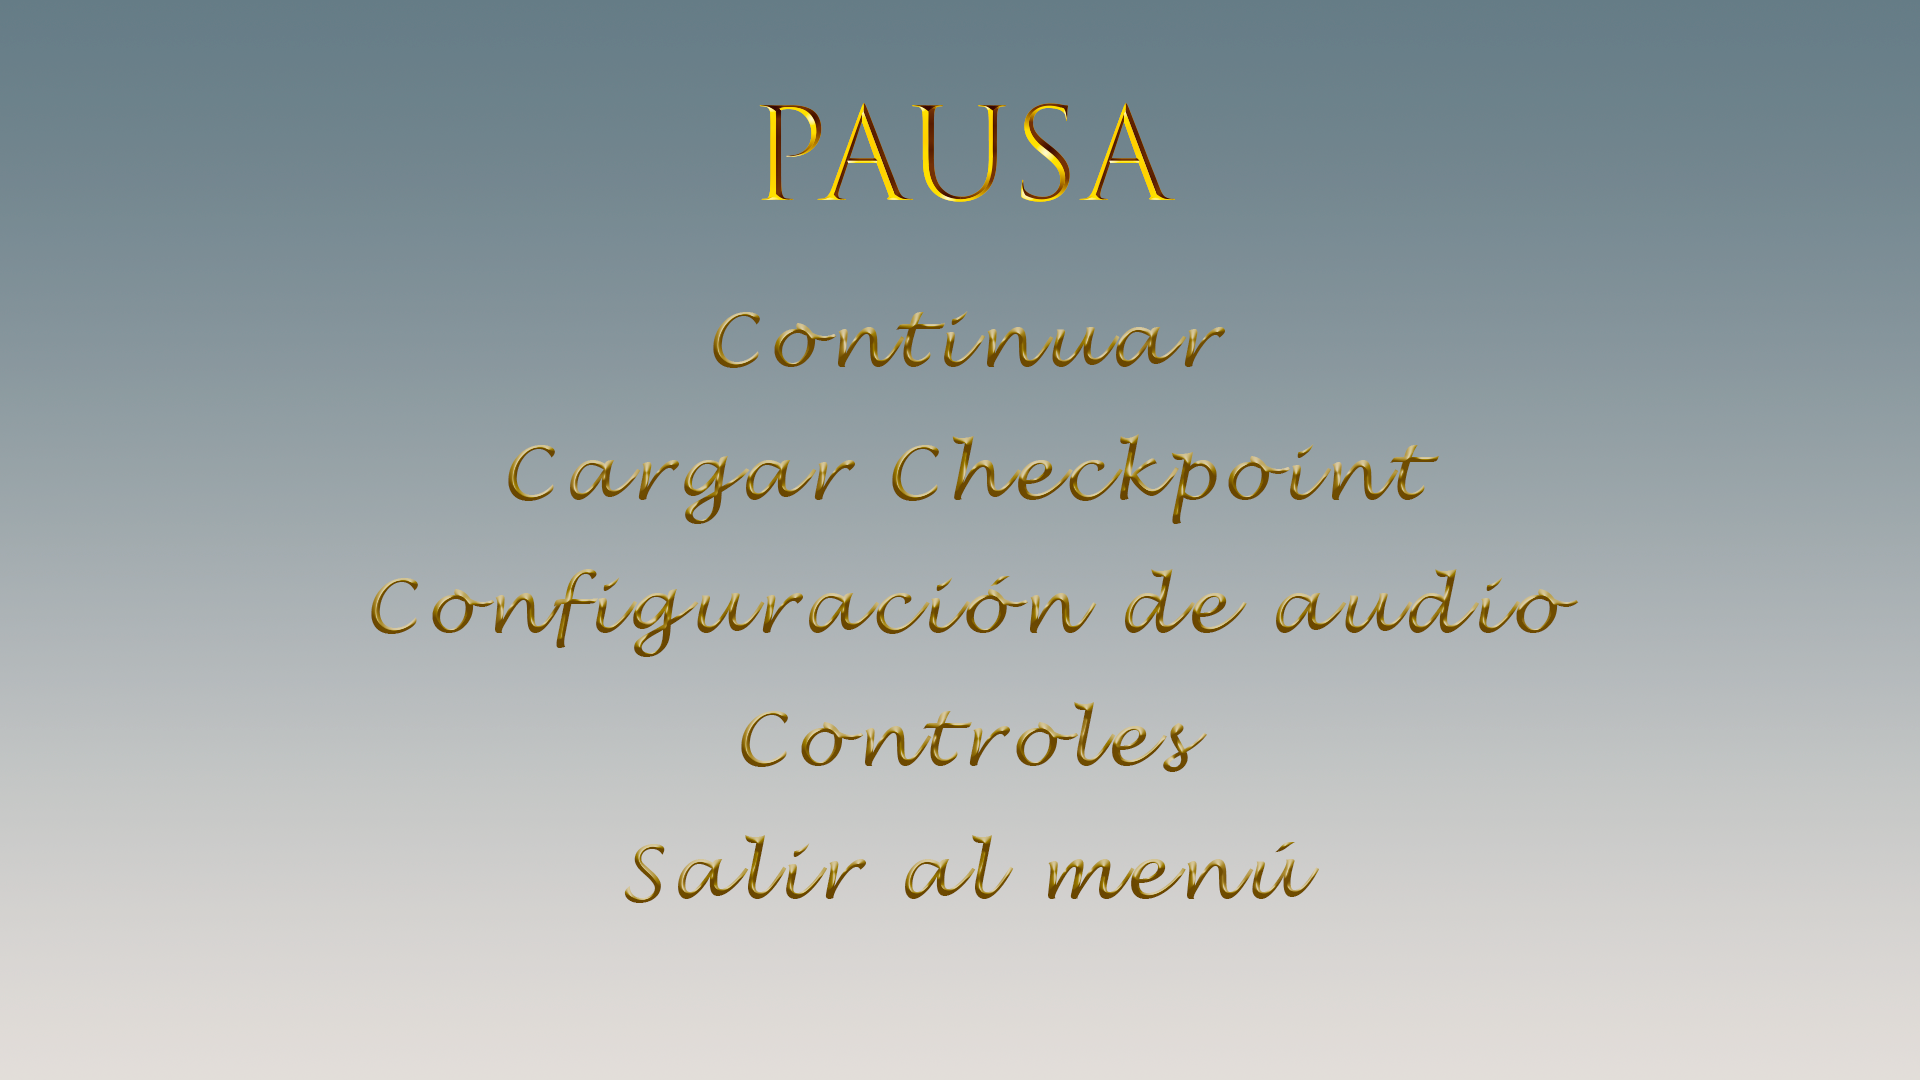 PAUSA
Continuar
Cargar Checkpoint
Configuración de audio
Controles
Salir al menú